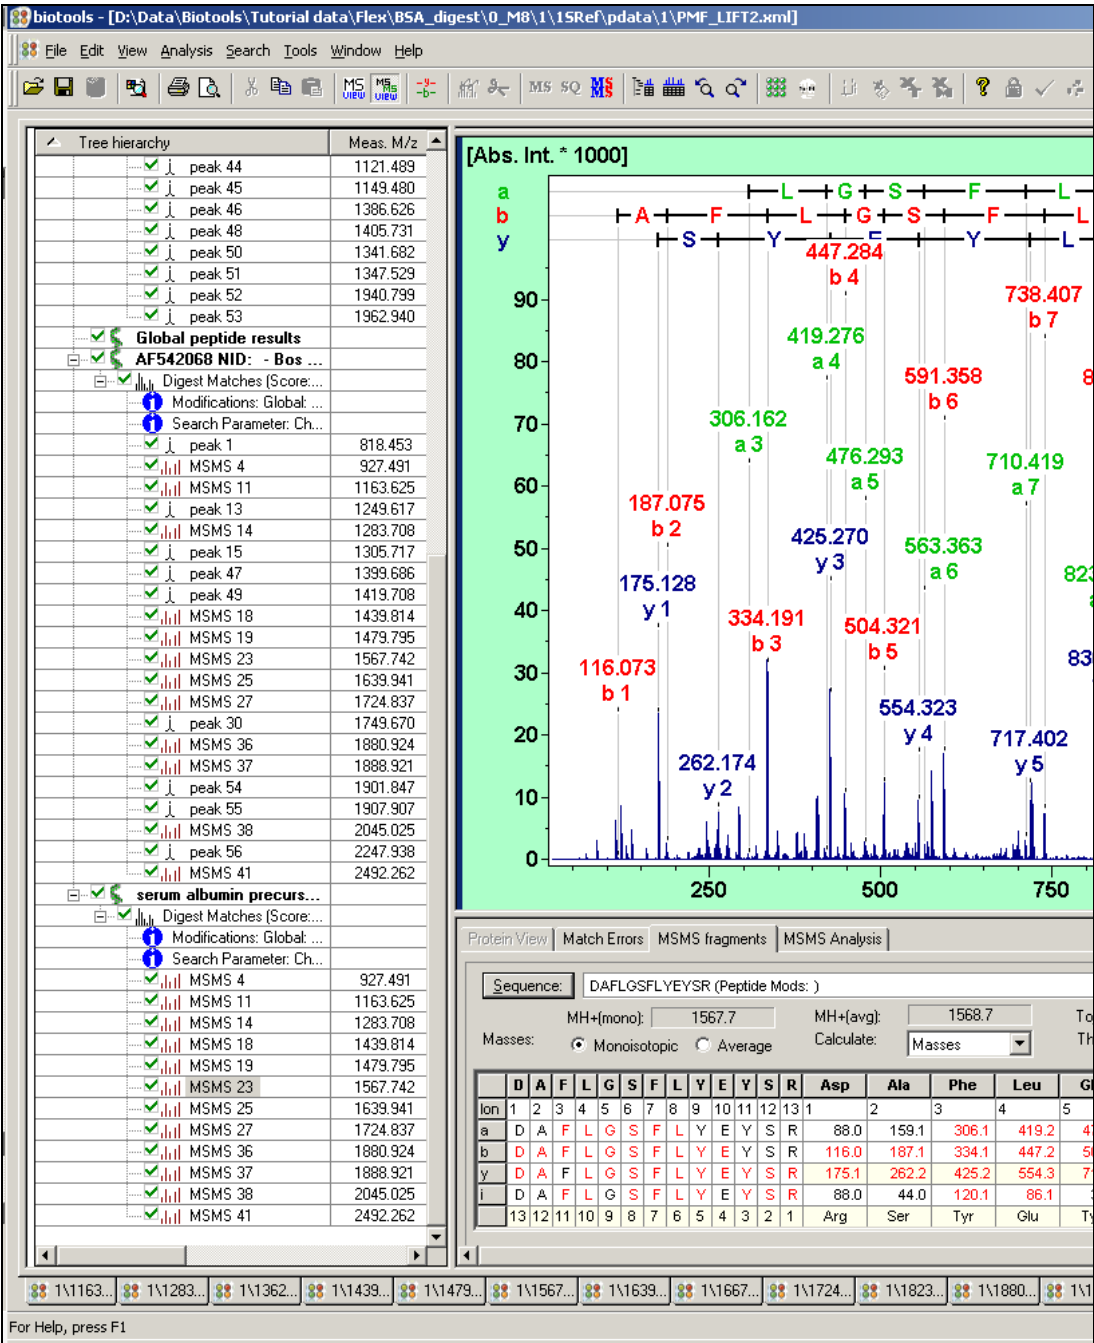 biotools - [D:\Data\Biotools\Tutorial data\Flex\BSA_digest\0_M8\1\1SRef\pdata\1\PMF_LIFT2.xml]
File Edit View Analysis Search Tools Window Help
MS VIEW MS/Ms VIEW -y- -b- MS SQ MS
Tree hierarchy Meas. M/z
peak 44 1121.489
peak 45 1149.480
peak 46 1386.626
peak 48 1405.731
peak 50 1341.682
peak 51 1347.529
peak 52 1940.799
peak 53 1962.940
Global peptide results
AF542068 NID: - Bos ...
Digest Matches (Score:...
Modifications: Global: ...
Search Parameter: Ch...
peak 1 818.453
MSMS 4 927.491
MSMS 11 1163.625
peak 13 1249.617
MSMS 14 1283.708
peak 15 1305.717
peak 47 1399.686
peak 49 1419.708
MSMS 18 1439.814
MSMS 19 1479.795
MSMS 23 1567.742
MSMS 25 1639.941
MSMS 27 1724.837
peak 30 1749.670
MSMS 36 1880.924
MSMS 37 1888.921
peak 54 1901.847
peak 55 1907.907
MSMS 38 2045.025
peak 56 2247.938
MSMS 41 2492.262
serum albumin precurs...
Digest Matches (Score:...
Modifications: Global: ...
Search Parameter: Ch...
MSMS 4 927.491
MSMS 11 1163.625
MSMS 14 1283.708
MSMS 18 1439.814
MSMS 19 1479.795
MSMS 23 1567.742
MSMS 25 1639.941
MSMS 27 1724.837
MSMS 36 1880.924
MSMS 37 1888.921
MSMS 38 2045.025
MSMS 41 2492.262
[Abs. Int. * 1000]
a L G S F L
b A F L G S F L
y S Y E Y L
447.284
b 4
90
738.407
b 7
419.276
a 4
80
591.358
b 6
8
70
306.162
a 3
476.293
a 5
710.419
a 7
60
187.075
b 2
425.270
y 3
50
563.363
a 6
175.128
y 1
823
40
334.191
b 3
504.321
b 5
83
30
116.073
b 1
554.323
y 4
20
717.402
y 5
262.174
y 2
10
0
250 500 750
Protein View Match Errors MSMS fragments MSMS Analysis
Sequence: DAFLGSFLYEYSR (Peptide Mods: )
MH+(mono): 1567.7 MH+(avg): 1568.7 To
Masses: Monoisotopic Average Calculate: Masses Th
D A F L G S F L Y E Y S R Asp Ala Phe Leu Gl
Ion 1 2 3 4 5 6 7 8 9 10 11 12 13 1 2 3 4 5
a D A F L G S F L Y E Y S R 88.0 159.1 306.1 419.2 47
b D A F L G S F L Y E Y S R 116.0 187.1 334.1 447.2 50
y D A F L G S F L Y E Y S R 175.1 262.2 425.2 554.3 71
i D A F L G S F L Y E Y S R 88.0 44.0 120.1 86.1
13 12 11 10 9 8 7 6 5 4 3 2 1 Arg Ser Tyr Glu Ty
1\1163... 1\1283... 1\1362... 1\1439... 1\1479... 1\1567... 1\1639... 1\1667... 1\1724... 1\1823... 1\1880... 1\1
For Help, press F1